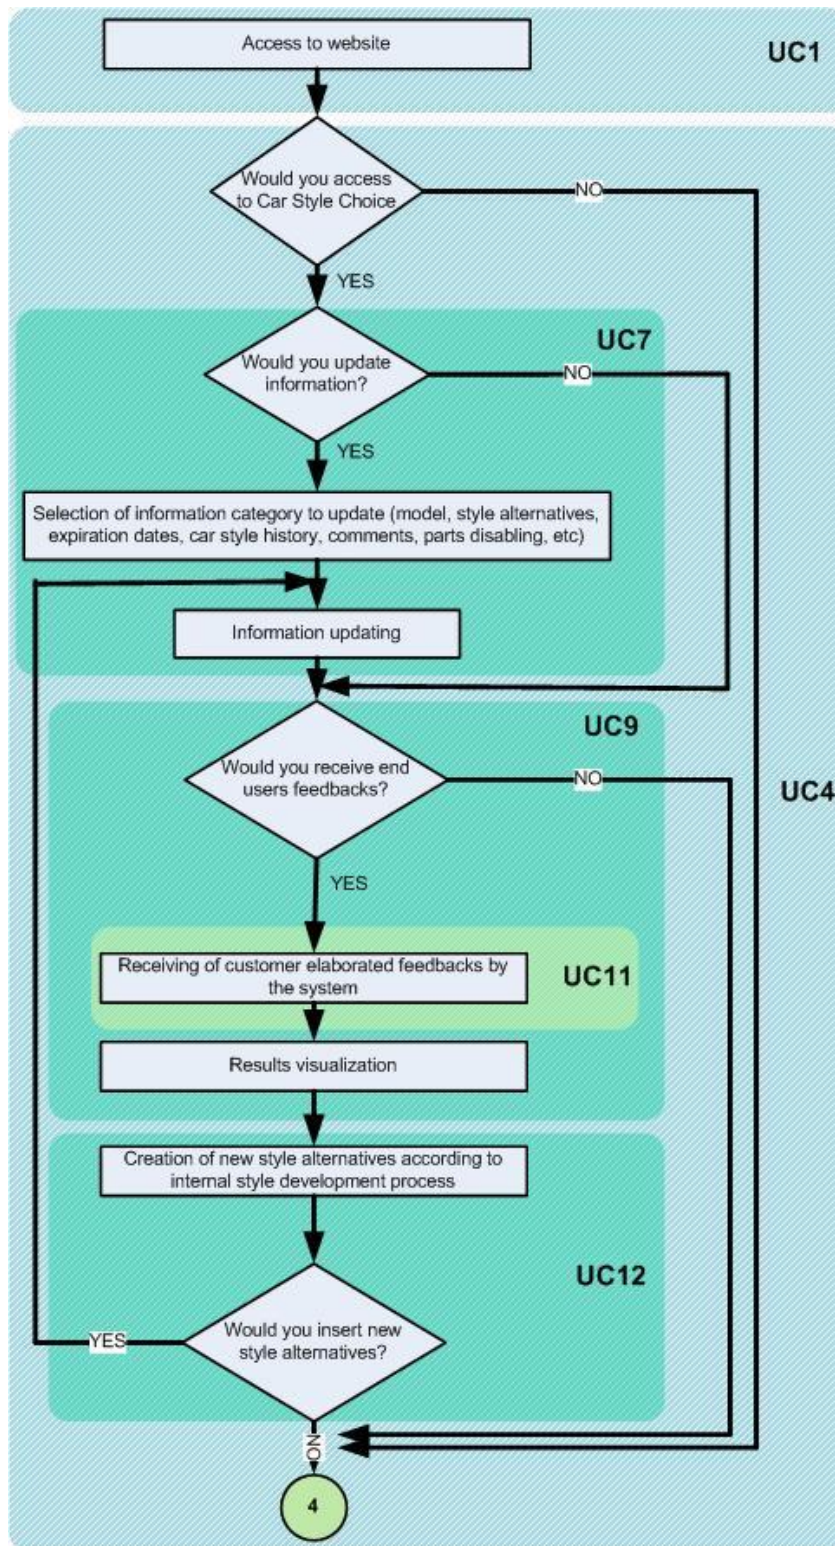 Access to website
UC1
Would you access
to Car Style Choice
NO
YES
UC7
Would you update
information?
NO
YES
Selection of information category to update (model, style alternatives,
expiration dates, car style history, comments, parts disabling, etc)
Information updating
UC9
Would you receive end
users feedbacks?
NO
UC4
YES
Receiving of customer elaborated feedbacks by
the system
UC11
Results visualization
Creation of new style alternatives according to
internal style development process
UC12
Would you insert new
style alternatives?
YES
NO
4